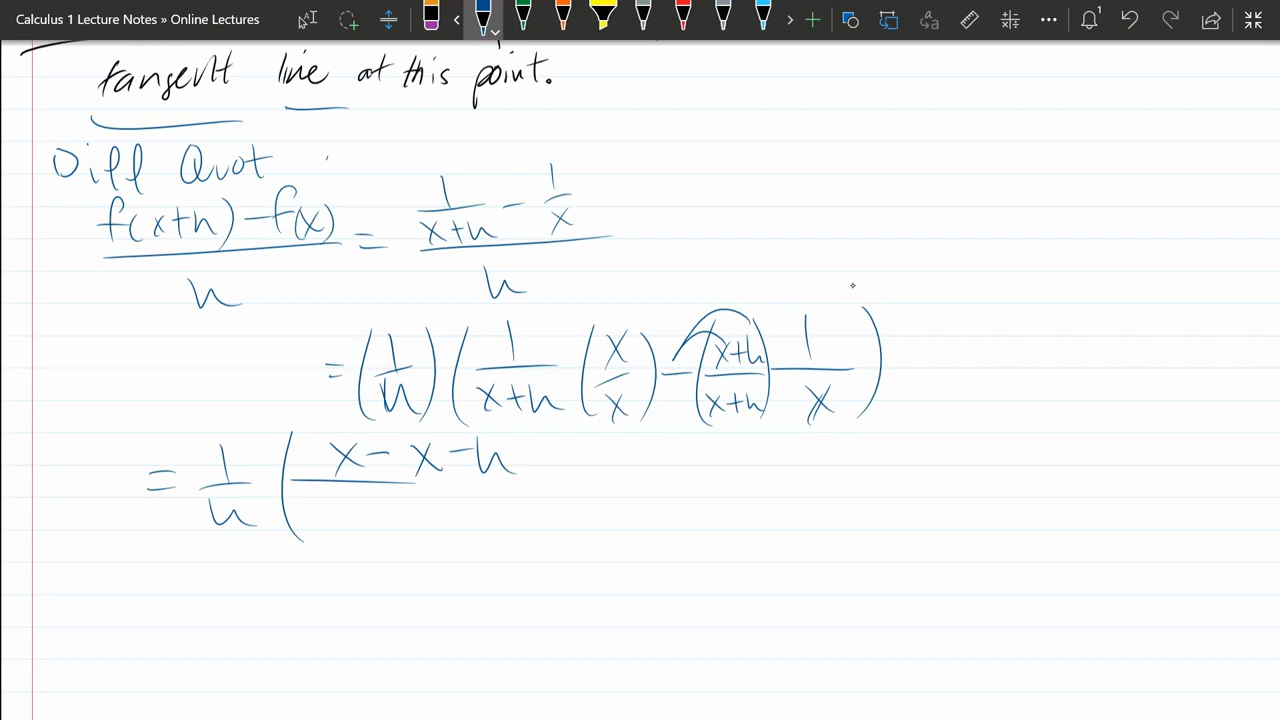 Calculus 1 Lecture Notes » Online Lectures
tangent line at this point.
Diff Quot :
f(x+h) - f(x) / h = (1/(x+h) - 1/x) / h
= (1/h) (1/(x+h) (x/x) - ((x+h)/(x+h)) 1/x)
= 1/h ( x - x - h